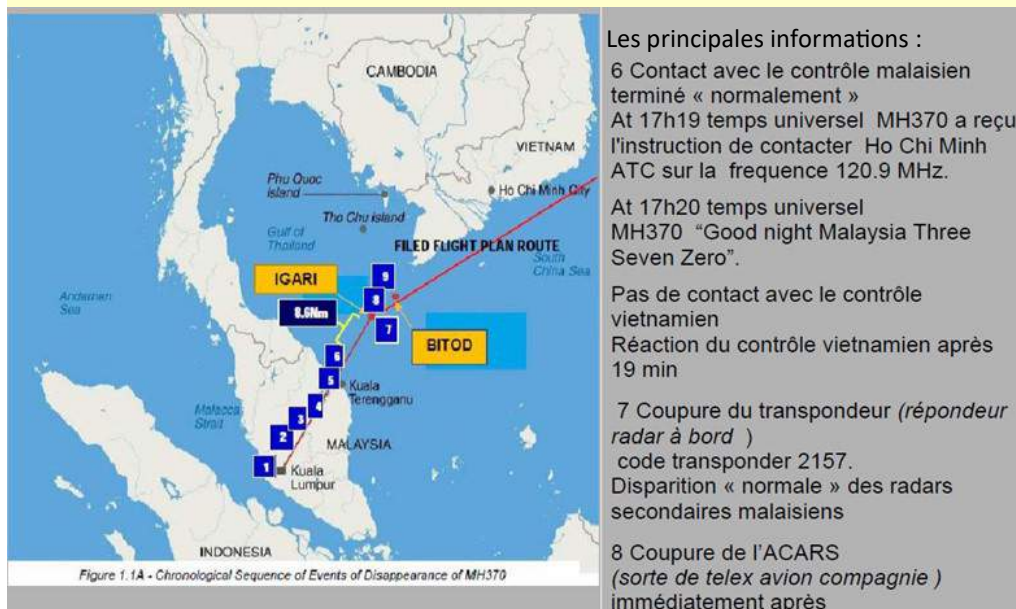 CAMBODIA
VIETNAM
Phu Quoc
island
Ho Chi Minh City
Tho Chu island
Gulf of
Thailand
FILED FLIGHT PLAN ROUTE
South
China Sea
IGARI
9
Andaman
Sea
8
8.6Nm
7
BITOD
6
5
Kuala
Terengganu
4
Malacca
Strait
3
2
MALAYSIA
1
Kuala
Lumpur
INDONESIA
Figure 1.1A - Chronological Sequence of Events of Disappearance of MH370
Les principales informations :
6 Contact avec le contrôle malaisien
terminé « normalement »
At 17h19 temps universel MH370 a reçu
l'instruction de contacter Ho Chi Minh
ATC sur la frequence 120.9 MHz.
At 17h20 temps universel
MH370 “Good night Malaysia Three
Seven Zero”.
Pas de contact avec le contrôle
vietnamien
Réaction du contrôle vietnamien après
19 min
7 Coupure du transpondeur (répondeur
radar à bord )
code transponder 2157.
Disparition « normale » des radars
secondaires malaisiens
8 Coupure de l’ACARS
(sorte de telex avion compagnie )
immédiatement après